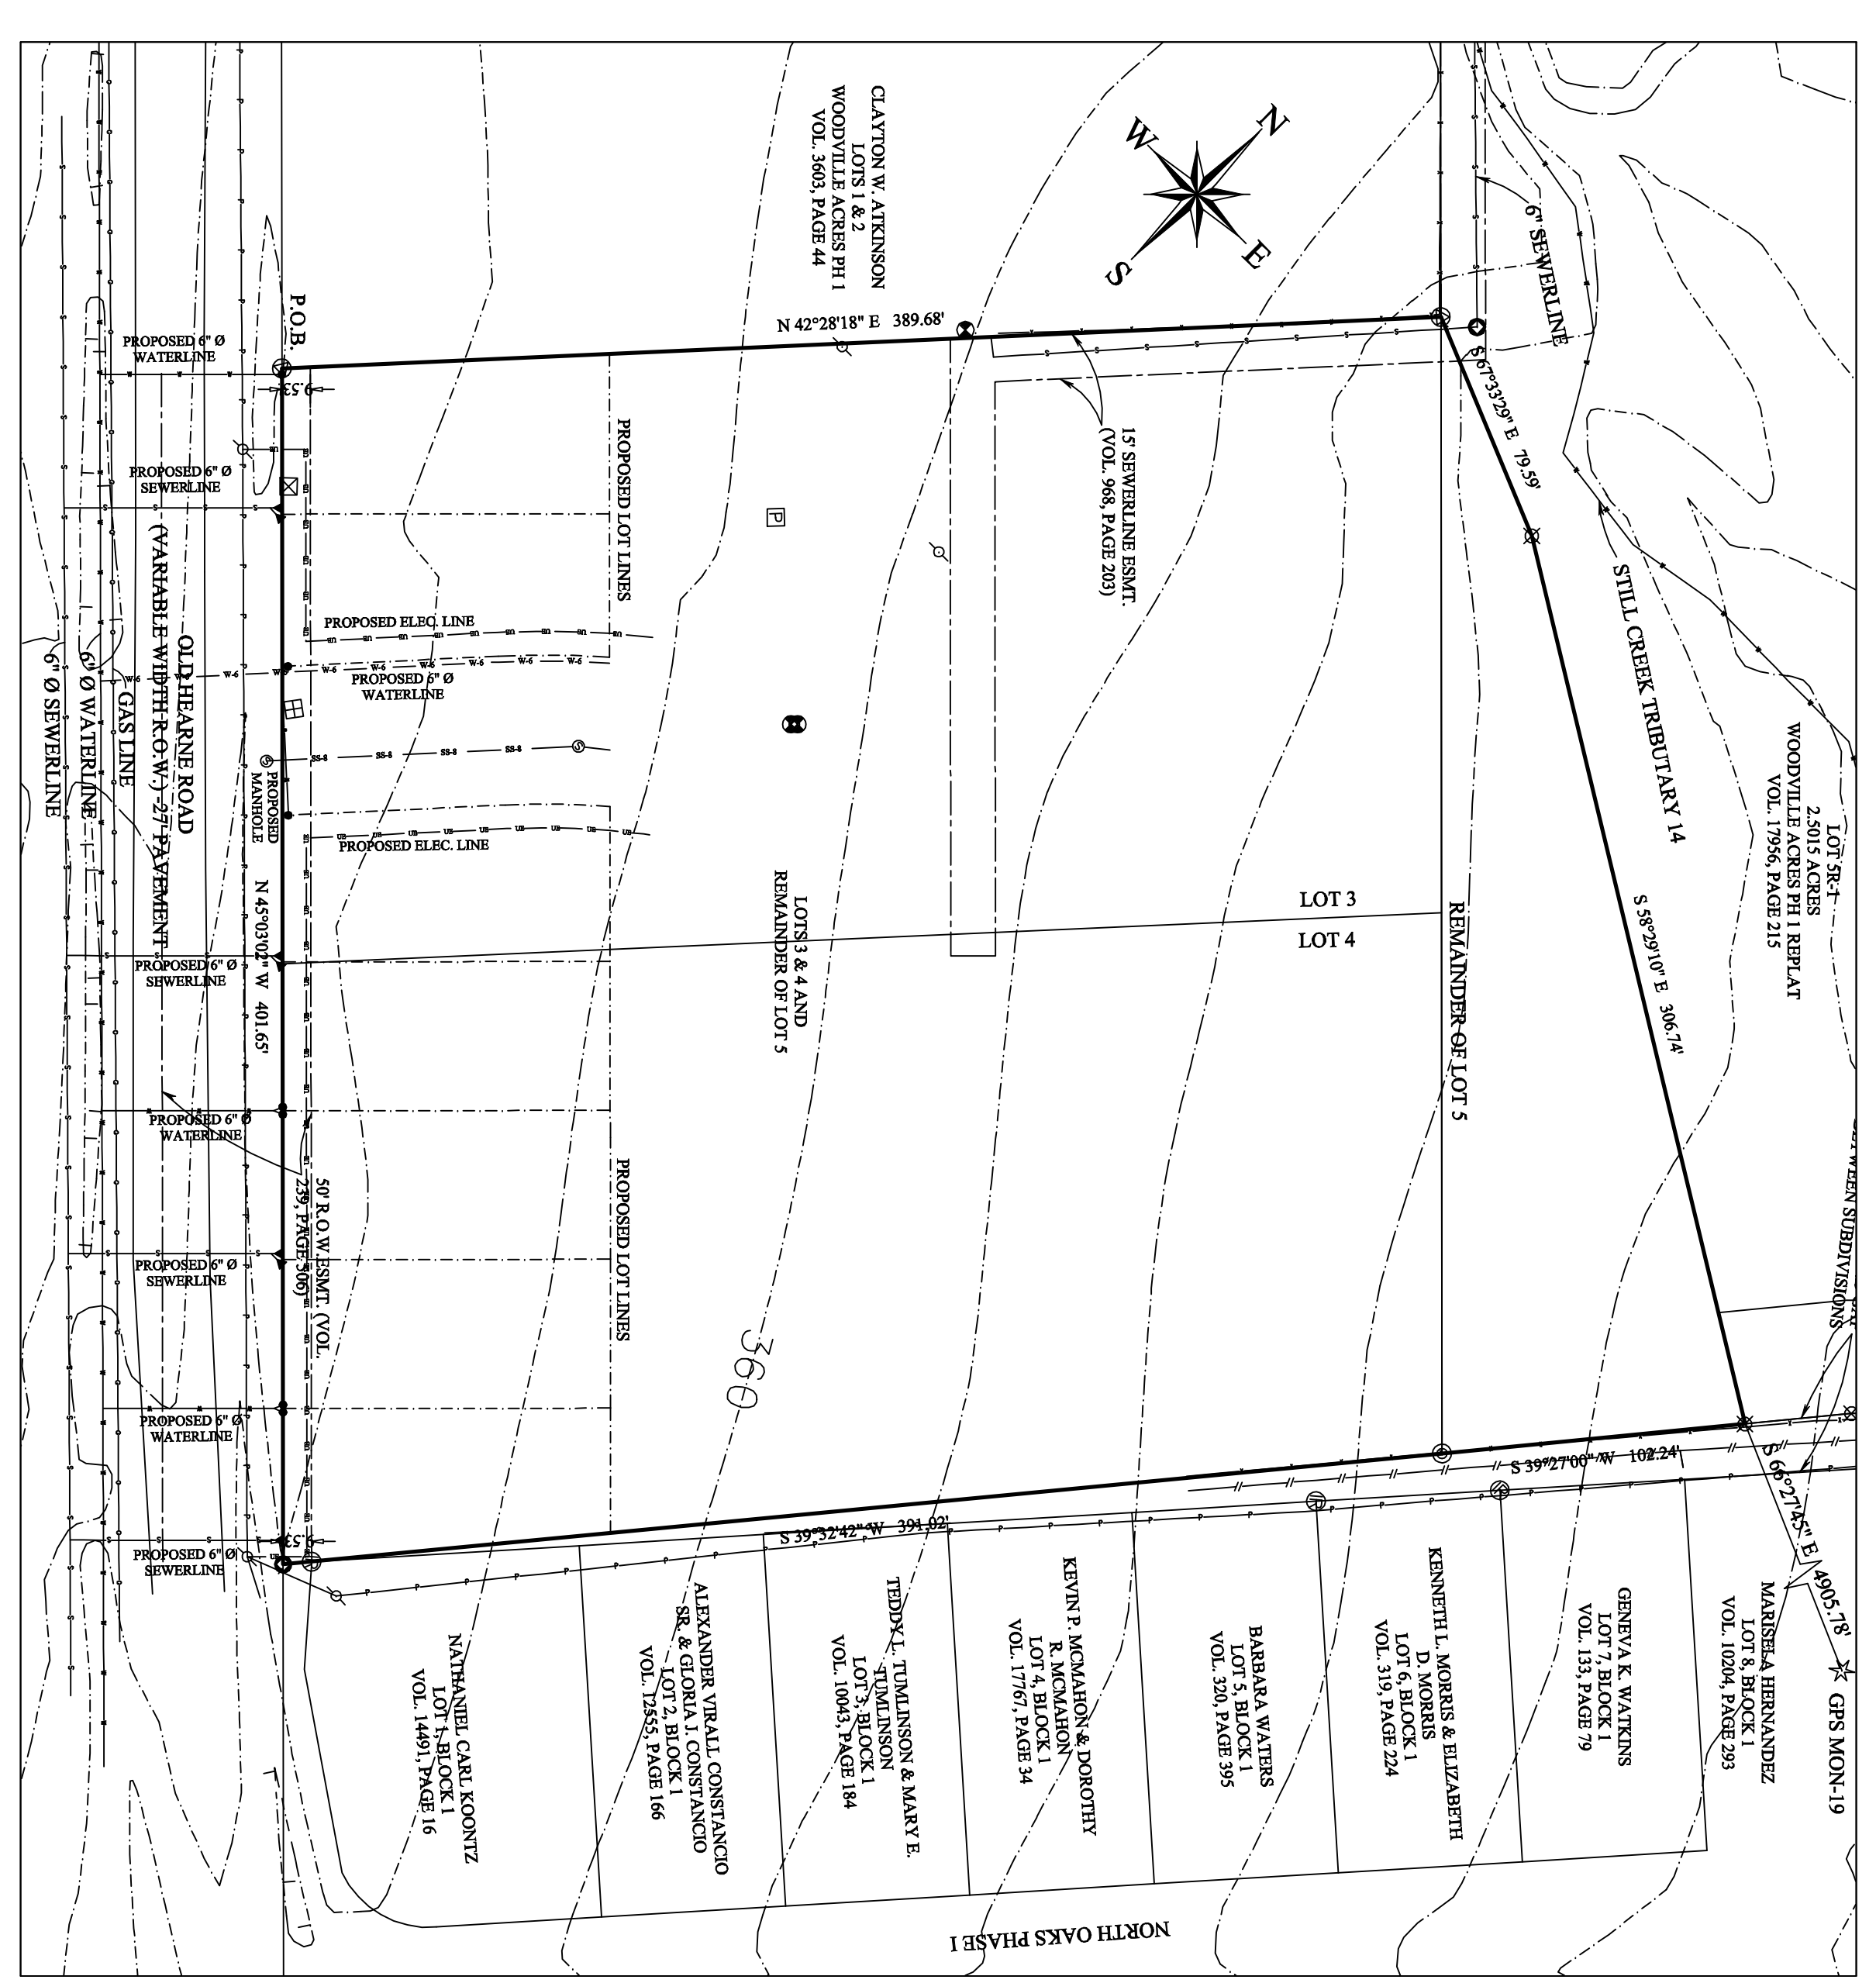 CLAYTON W. ATKINSON
LOTS 1 & 2
WOODVILLE ACRES PH 1
VOL. 3603, PAGE 44
N
W
E
S
6" SEWERLINE
P.O.B.
N 42°28'18" E 389.68'
S 67°33'29" E 79.59'
PROPOSED 6" Ø
WATERLINE
9.53'
PROPOSED 6" Ø
SEWERLINE
PROPOSED LOT LINES
P
15' SEWERLINE ESMT.
(VOL. 968, PAGE 203)
STILL CREEK TRIBUTARY 14
PROPOSED ELEC. LINE
PROPOSED 6" Ø
WATERLINE
OLD HEARNE ROAD
(VARIABLE WIDTH R.O.W.) 27' PAVEMENT
GAS LINE
6" Ø WATERLINE
6" Ø SEWERLINE
PROPOSED
MANHOLE
PROPOSED ELEC. LINE
LOT 5R-1
2.5015 ACRES
WOODVILLE ACRES PH 1 REPLAT
VOL. 17956, PAGE 215
N 45°03'02" W 401.65'
LOTS 3 & 4 AND
REMAINDER OF LOT 5
LOT 3
LOT 4
REMAINDER OF LOT 5
S 58°29'10" E 306.74'
PROPOSED 6" Ø
SEWERLINE
PROPOSED 6" Ø
WATERLINE
50' R.O.W. ESMT. (VOL.
239, PAGE 506)
PROPOSED LOT LINES
PROPOSED 6" Ø
SEWERLINE
360
BETWEEN SUBDIVISIONS
PROPOSED 6" Ø
WATERLINE
S 39°27'00" W 102.24'
S 39°32'42" W 391.02'
S 66°27'45" E 4905.78'
GPS MON-19
9.53'
PROPOSED 6" Ø
SEWERLINE
NATHANIEL CARL KOONTZ
LOT 1, BLOCK 1
VOL. 14491, PAGE 16
ALEXANDER VIRALL CONSTANCIO
SR. & GLORIA J. CONSTANCIO
LOT 2, BLOCK 1
VOL. 12555, PAGE 166
TEDDY L. TUMLINSON & MARY E.
TUMLINSON
LOT 3, BLOCK 1
VOL. 10043, PAGE 184
KEVIN P. MCMAHON & DOROTHY
R. MCMAHON
LOT 4, BLOCK 1
VOL. 17767, PAGE 34
BARBARA WATERS
LOT 5, BLOCK 1
VOL. 320, PAGE 395
KENNETH L. MORRIS & ELIZABETH
D. MORRIS
LOT 6, BLOCK 1
VOL. 319, PAGE 224
GENEVA K. WATKINS
LOT 7, BLOCK 1
VOL. 133, PAGE 79
MARISELA HERNANDEZ
LOT 8, BLOCK 1
VOL. 10204, PAGE 293
NORTH OAKS PHASE I